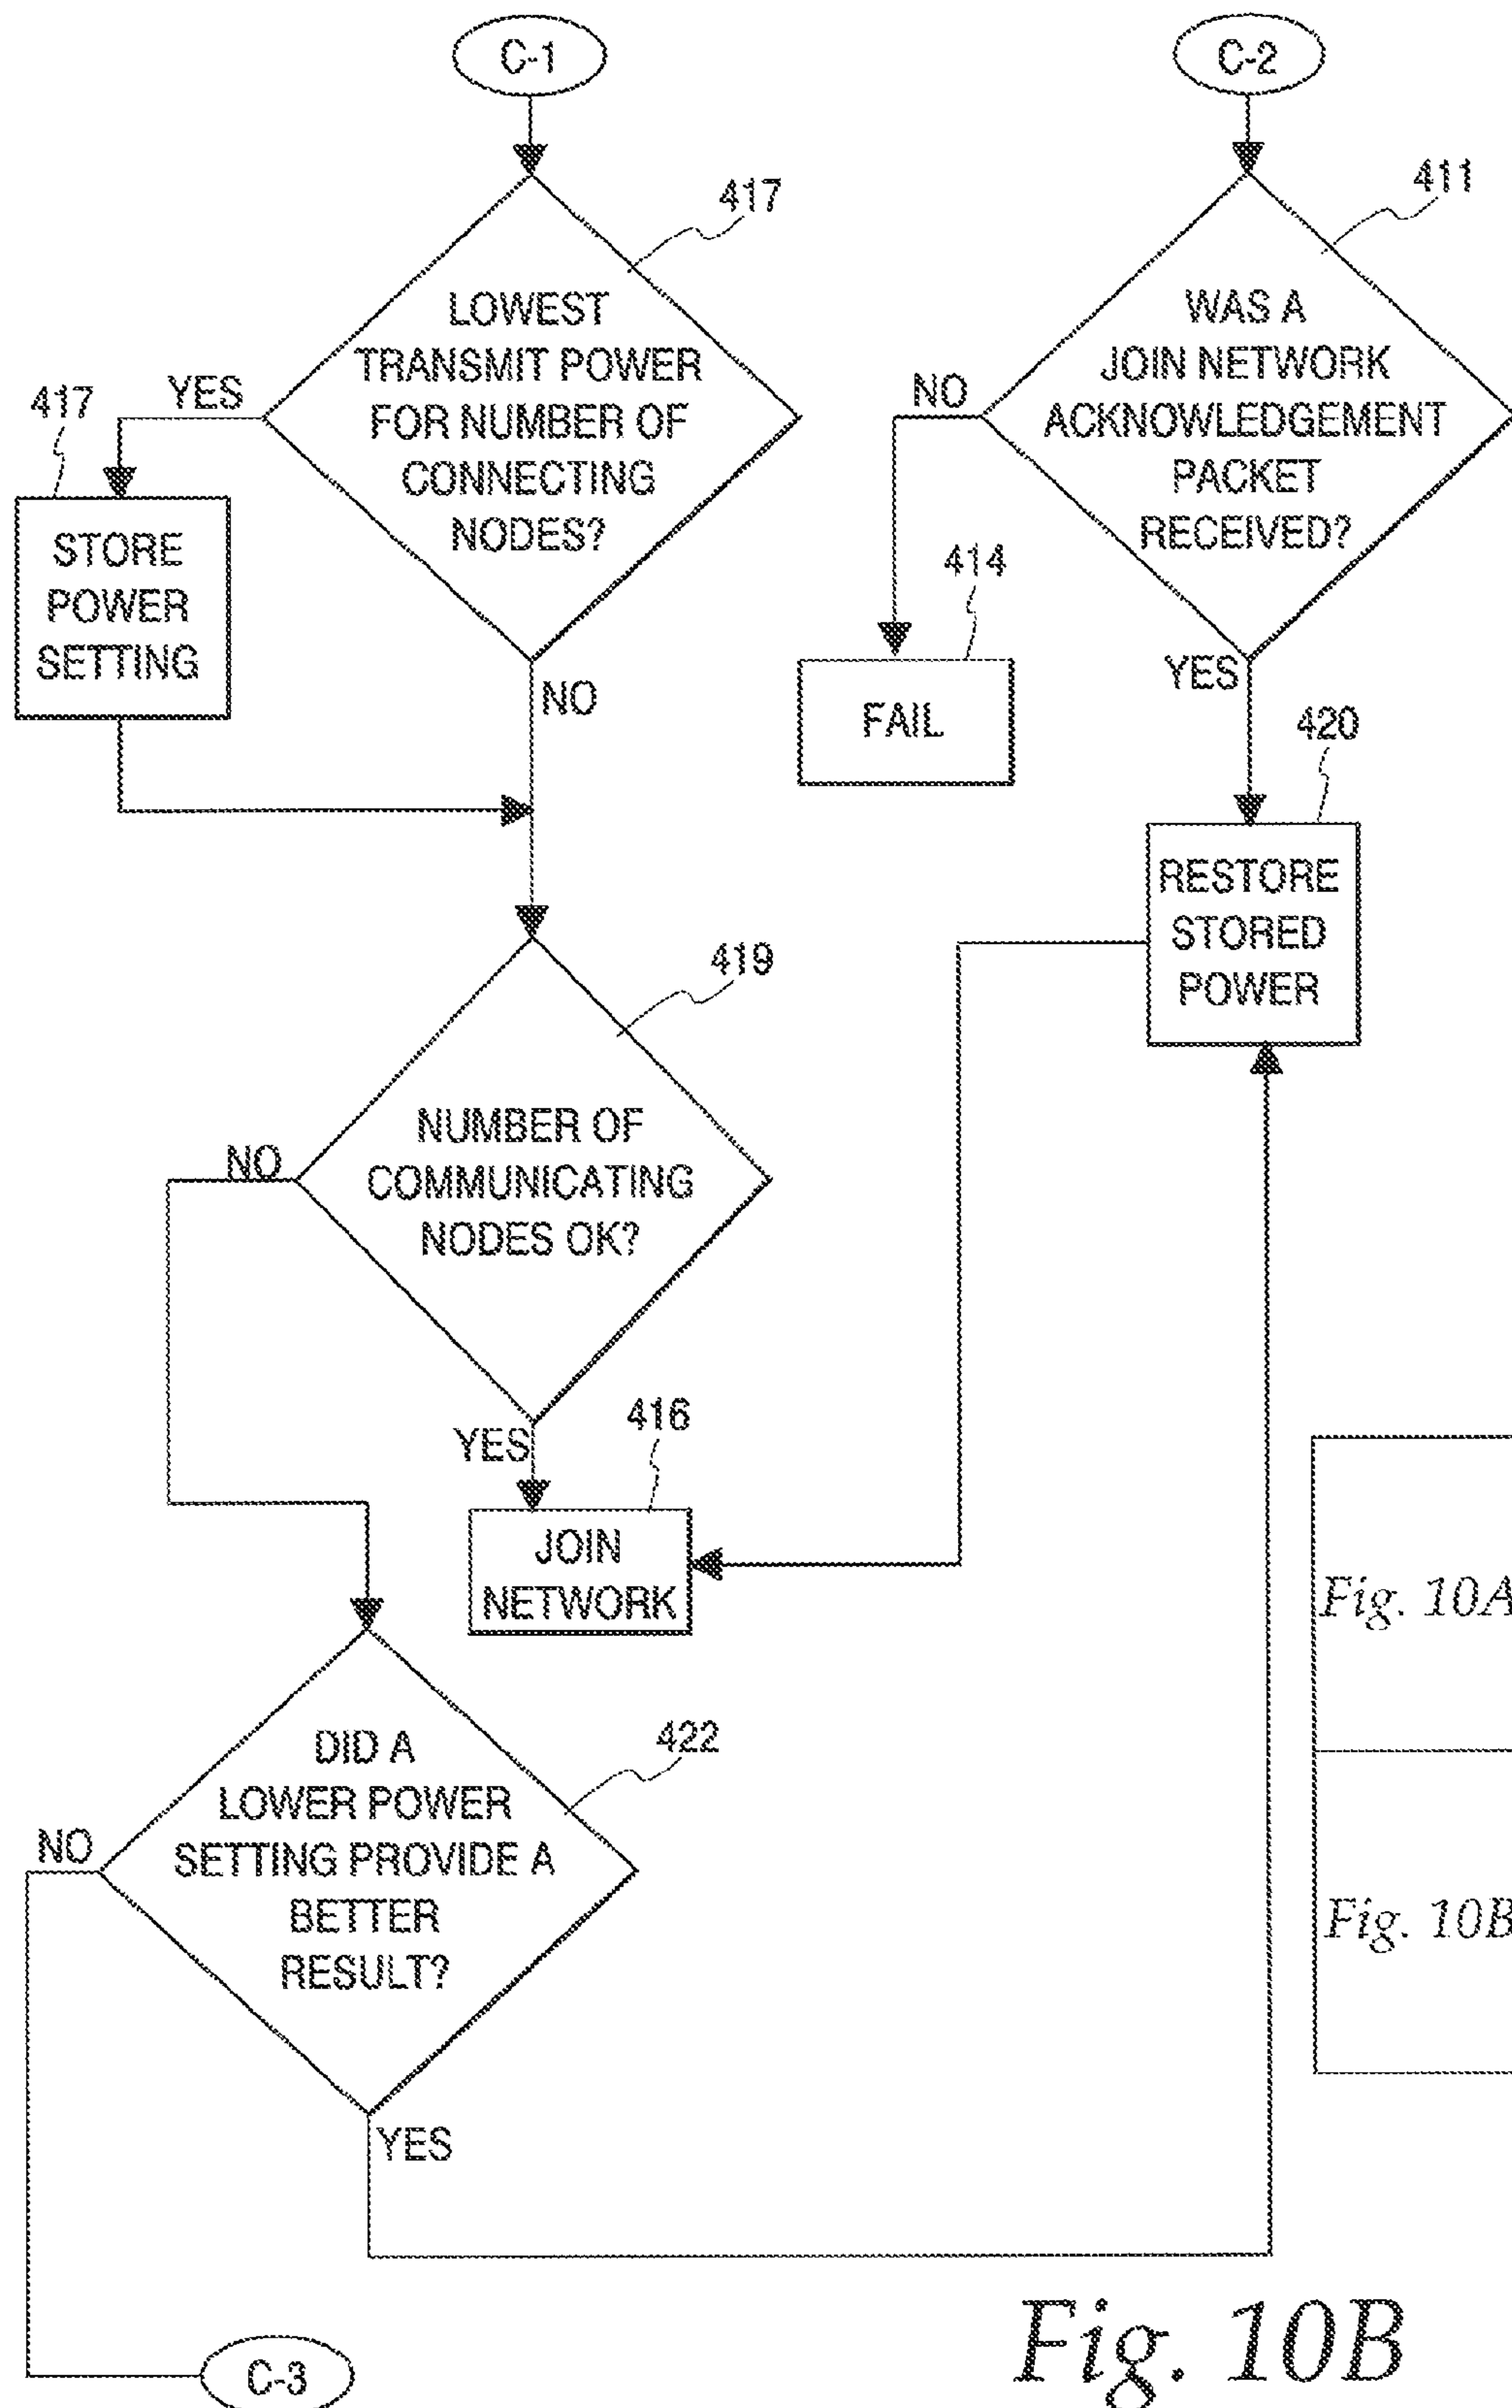 C-1
C-2
417
411
LOWEST
TRANSMIT POWER
FOR NUMBER OF
CONNECTING
NODES?
WAS A
JOIN NETWORK
ACKNOWLEDGEMENT
PACKET
RECEIVED?
YES
NO
417
STORE
POWER
SETTING
NO
414
FAIL
YES
420
RESTORE
STORED
POWER
419
NUMBER OF
COMMUNICATING
NODES OK?
NO
YES
416
JOIN
NETWORK
422
DID A
LOWER POWER
SETTING PROVIDE A
BETTER
RESULT?
NO
YES
C-3
Fig. 10A
Fig. 10B
Fig. 10B